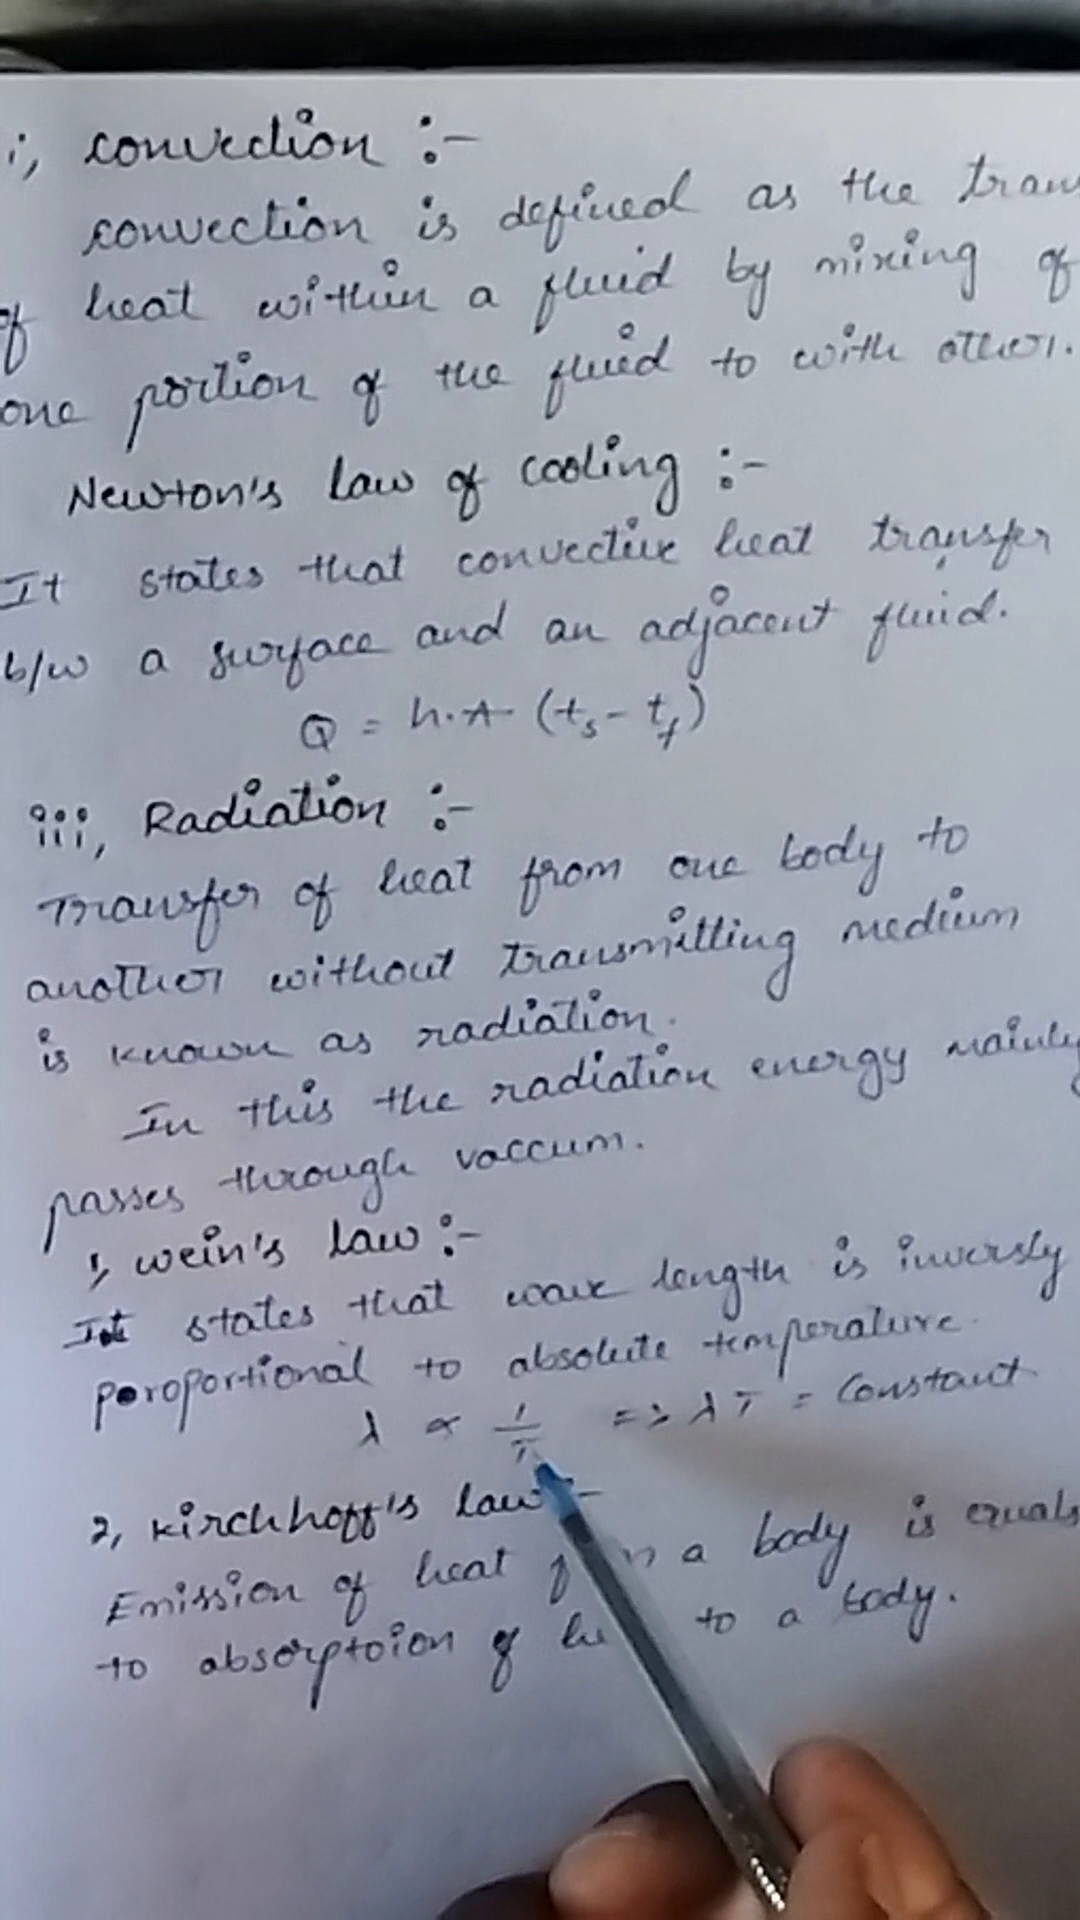 i, convection :-
convection is defined as the trans
of heat within a fluid by mixing of
one portion of the fluid to with other.
Newton's law of cooling :-
It states that convective heat transfer
b/w a surface and an adjacent fluid.
Q = h.A (ts - tf)
iii, Radiation :-
Transfer of heat from one body to
another without transmitting medium
is known as radiation.
In this the radiation energy mainly
passes through vaccum.
1, wein's law :-
It states that wave length is inversly
poroportional to absolute temperature.
λ ∝ 1/T => λT = constant
2, Kirchhoff's law :-
Emission of heat a body is equals
to absorptoion of to a body.